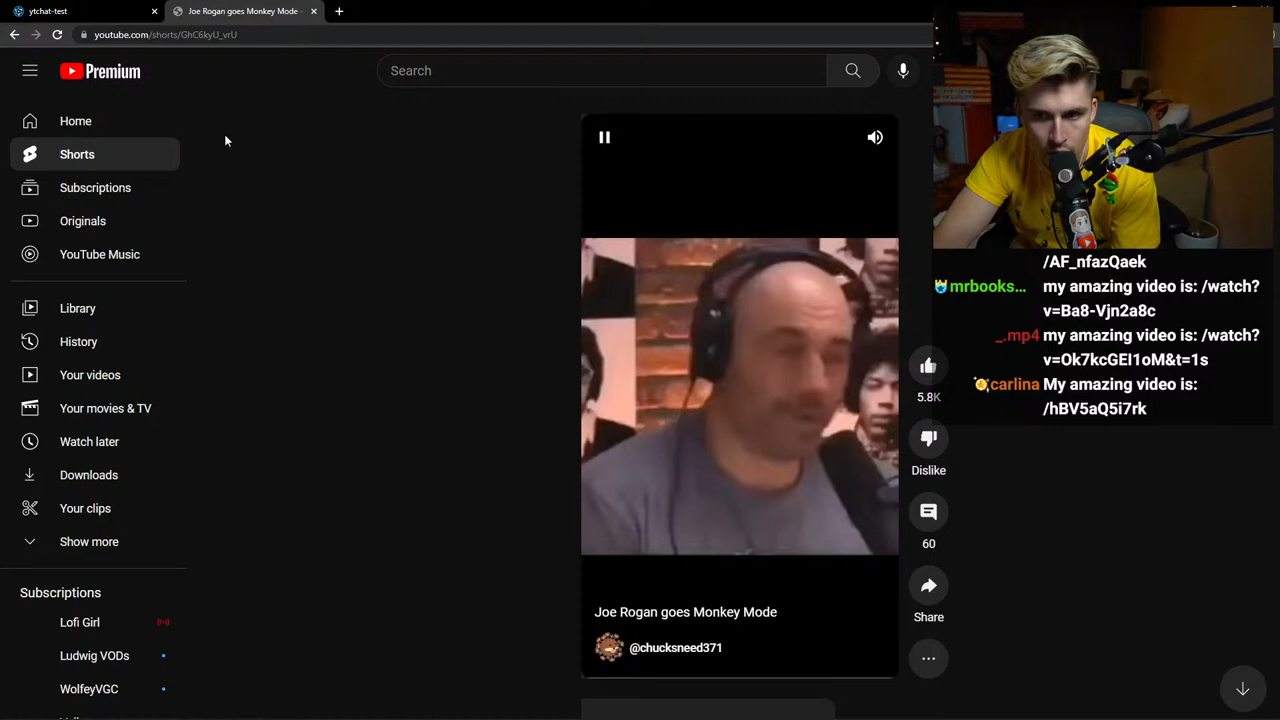 ytchat-test
Joe Rogan goes Monkey Mode -
youtube.com/shorts/GhC6kyU_vrU
Premium
Search
Home
Shorts
Subscriptions
Originals
YouTube Music
Library
History
Your videos
Your movies & TV
Watch later
Downloads
Your clips
Show more
Subscriptions
Lofi Girl
Ludwig VODs
WolfeyVGC
Joe Rogan goes Monkey Mode
@chucksneed371
5.8K
Dislike
60
Share
/AF_nfazQaek
mrbooks... my amazing video is: /watch?
v=Ba8-Vjn2a8c
_.mp4 my amazing video is: /watch?
v=Ok7kcGEI1oM&t=1s
carlina My amazing video is:
/hBV5aQ5i7rk